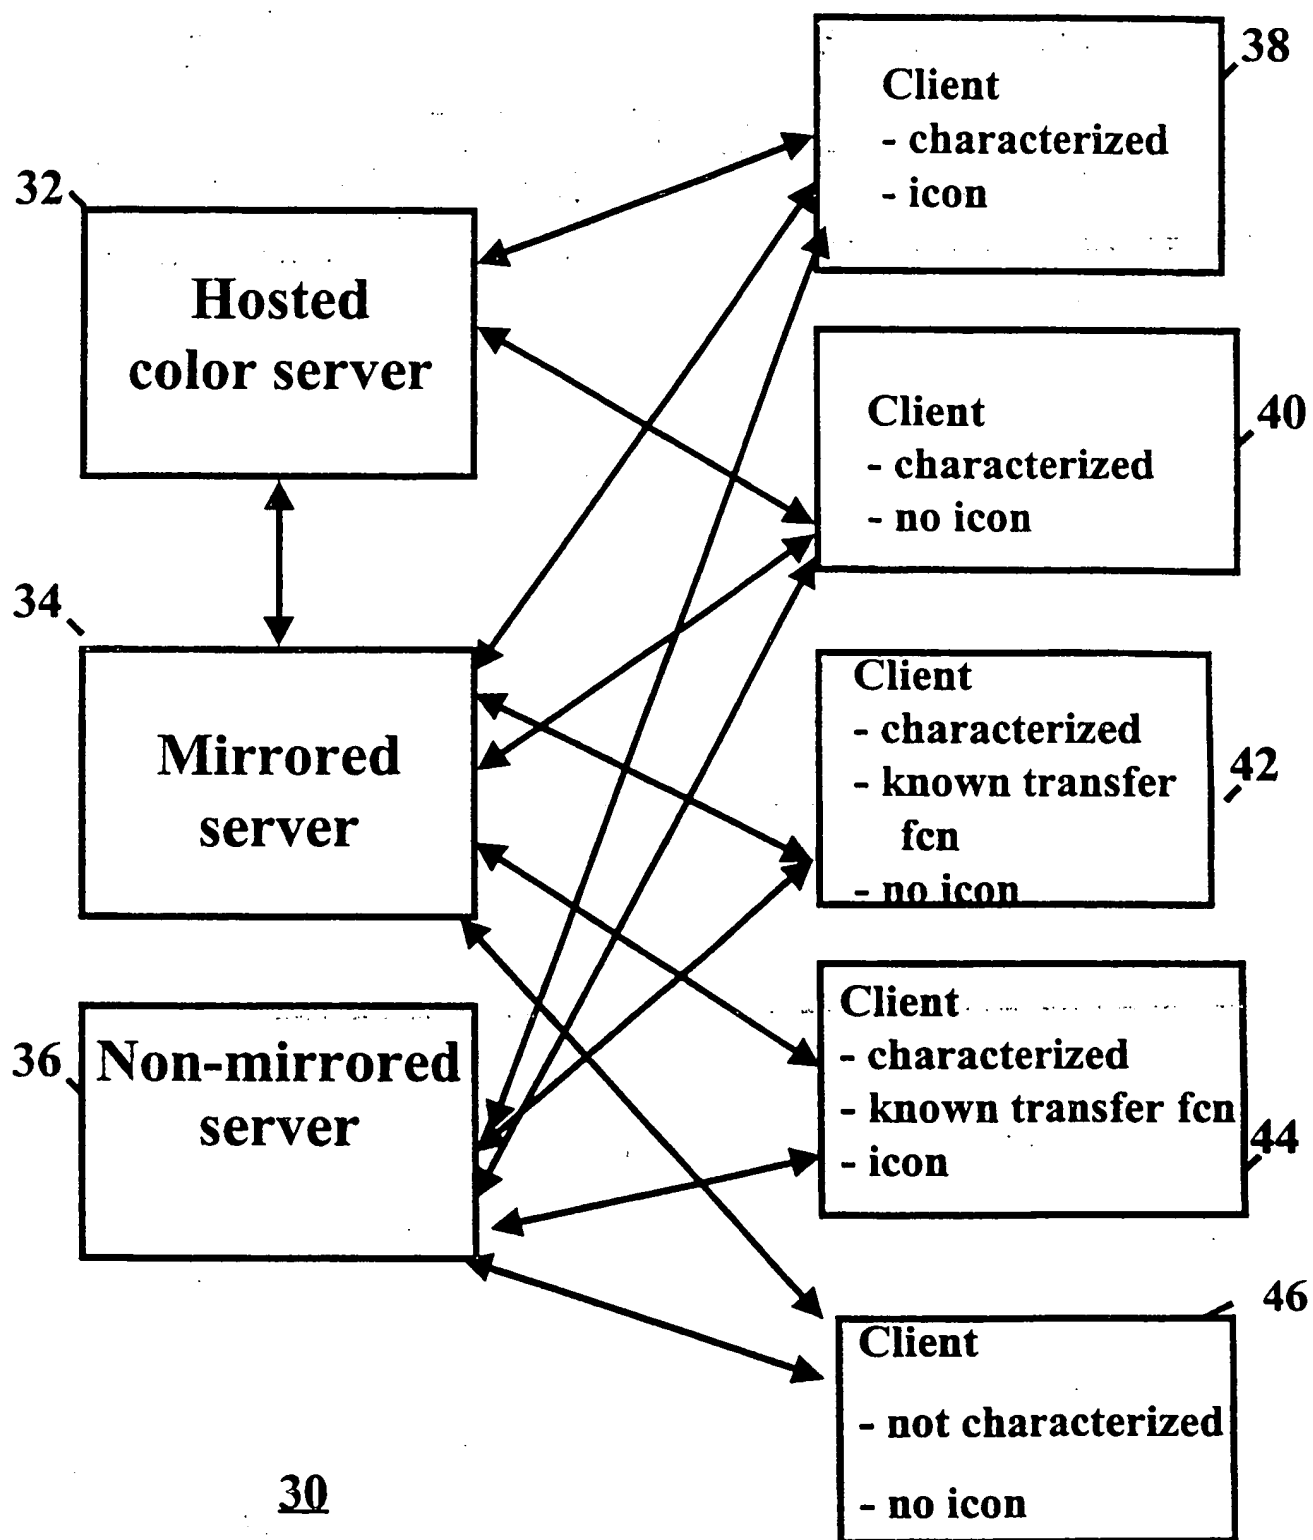 38
Client
- characterized
- icon
32
Hosted
color server
40
Client
- characterized
- no icon
34
Mirrored
server
42
Client
- characterized
- known transfer
fcn
- no icon
36
Non-mirrored
server
Client
- characterized
- known transfer fcn
- icon
44
46
Client
- not characterized
- no icon
30